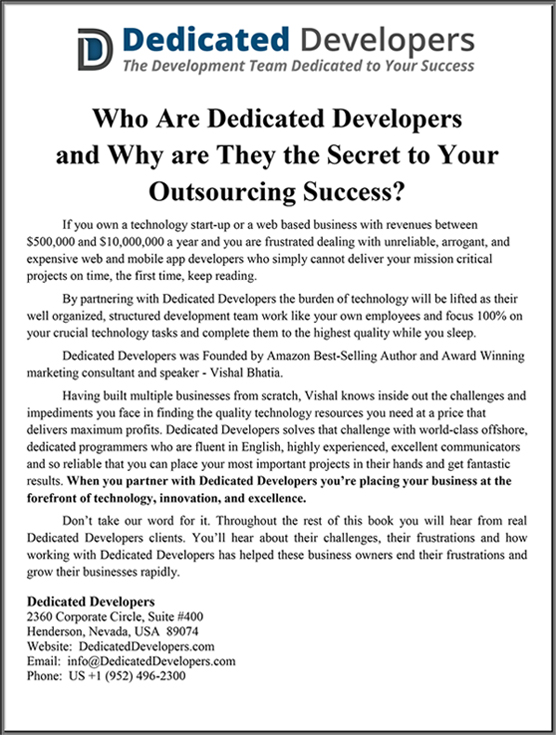 Dedicated Developers
The Development Team Dedicated to Your Success
Who Are Dedicated Developers
and Why are They the Secret to Your
Outsourcing Success?
If you own a technology start-up or a web based business with revenues between
$500,000 and $10,000,000 a year and you are frustrated dealing with unreliable, arrogant, and
expensive web and mobile app developers who simply cannot deliver your mission critical
projects on time, the first time, keep reading.
By partnering with Dedicated Developers the burden of technology will be lifted as their
well organized, structured development team work like your own employees and focus 100% on
your crucial technology tasks and complete them to the highest quality while you sleep.
Dedicated Developers was Founded by Amazon Best-Selling Author and Award Winning
marketing consultant and speaker - Vishal Bhatia.
Having built multiple businesses from scratch, Vishal knows inside out the challenges and
impediments you face in finding the quality technology resources you need at a price that
delivers maximum profits. Dedicated Developers solves that challenge with world-class offshore,
dedicated programmers who are fluent in English, highly experienced, excellent communicators
and so reliable that you can place your most important projects in their hands and get fantastic
results. When you partner with Dedicated Developers you're placing your business at the
forefront of technology, innovation, and excellence.
Don't take our word for it. Throughout the rest of this book you will hear from real
Dedicated Developers clients. You'll hear about their challenges, their frustrations and how
working with Dedicated Developers has helped these business owners end their frustrations and
grow their businesses rapidly.
Dedicated Developers
2360 Corporate Circle, Suite #400
Henderson, Nevada, USA  89074
Website:  DedicatedDevelopers.com
Email:  info@DedicatedDevelopers.com
Phone:  US +1 (952) 496-2300